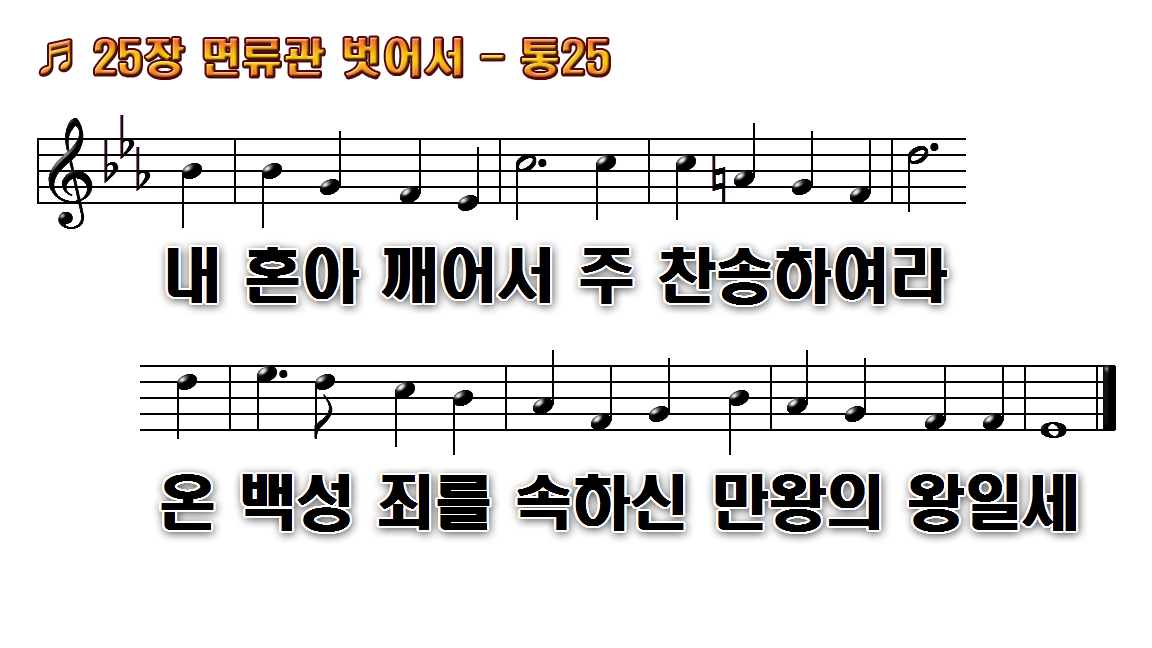 ♬ 25장 면류관 벗어서 - 통25
내 혼아 깨어서 주 찬송하여라
온 백성 죄를 속하신 만왕의 왕일세